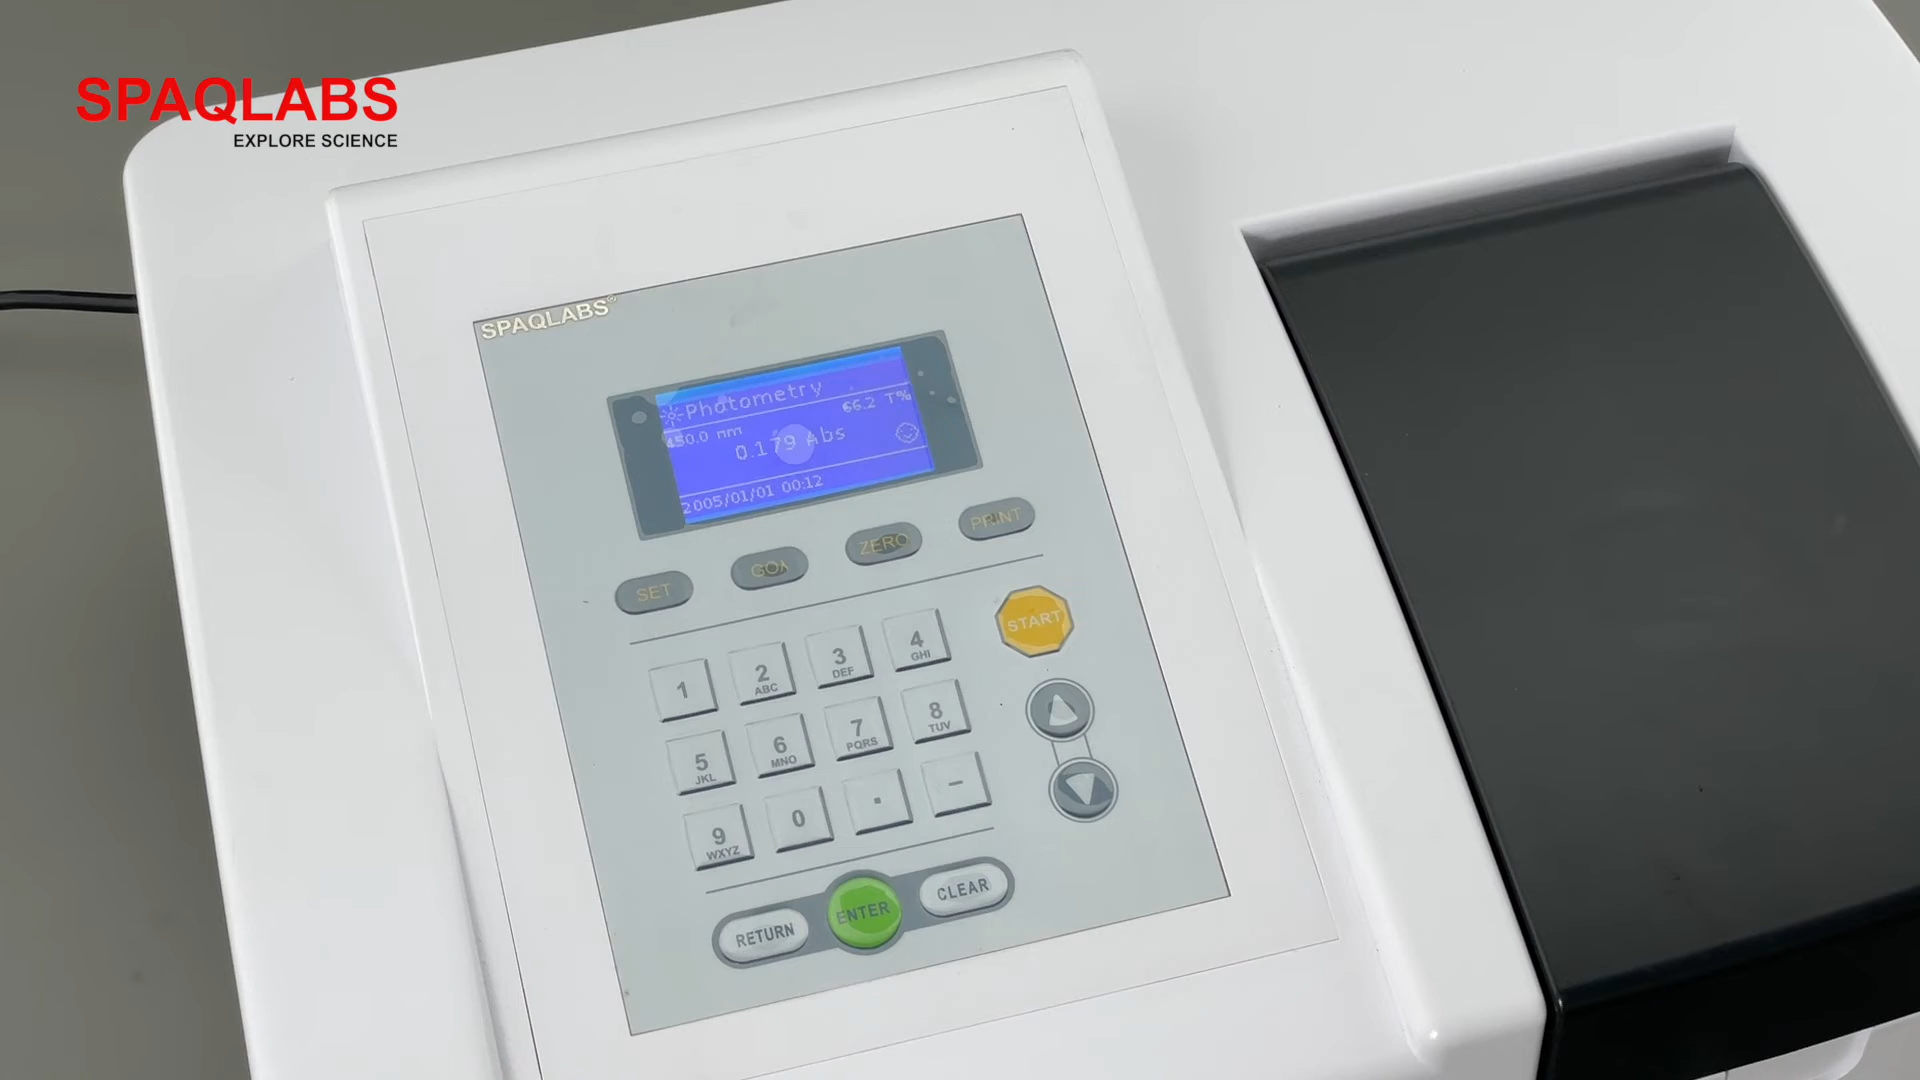 SPAQLABS
EXPLORE SCIENCE
SPAQLABS®
Photometry
66.2 T%
450.0 nm
0.179 Abs
2005/01/01 00:12
SET
GOλ
ZERO
PRINT
START
1
2
ABC
3
DEF
4
GHI
5
JKL
6
MNO
7
PQRS
8
TUV
9
WXYZ
0
.
-
RETURN
ENTER
CLEAR